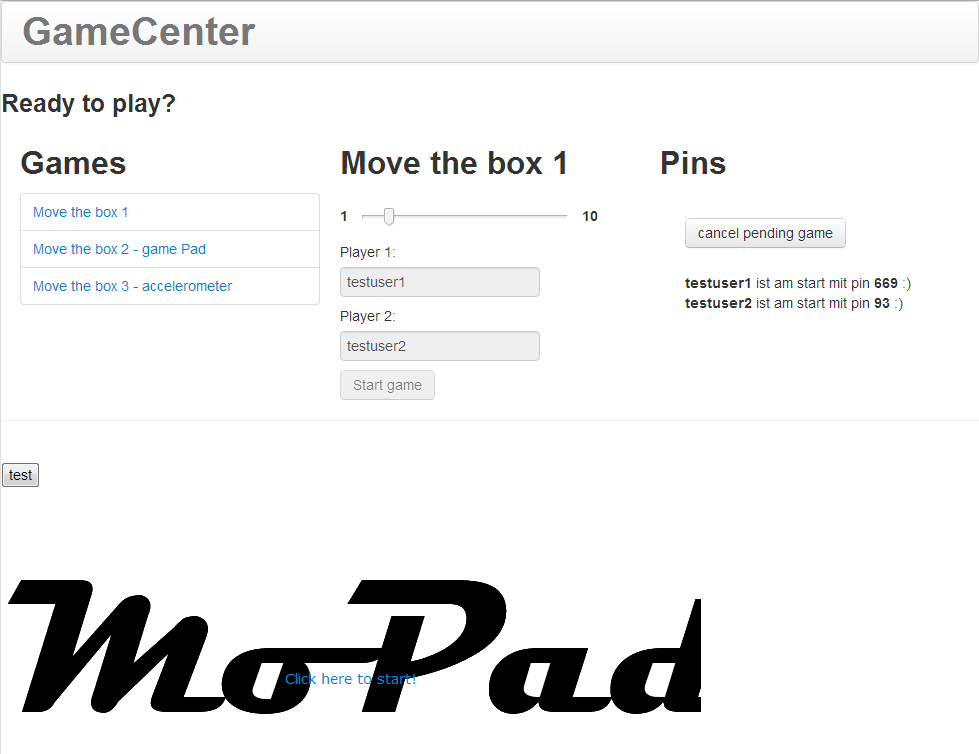 GameCenter
Ready to play?
Games
Move the box 1
Move the box 2 - game Pad
Move the box 3 - accelerometer
Move the box 1
1 10
Player 1:
testuser1
Player 2:
testuser2
Start game
Pins
cancel pending game
testuser1 ist am start mit pin 669 :)
testuser2 ist am start mit pin 93 :)
test
MoPad
Click here to start!